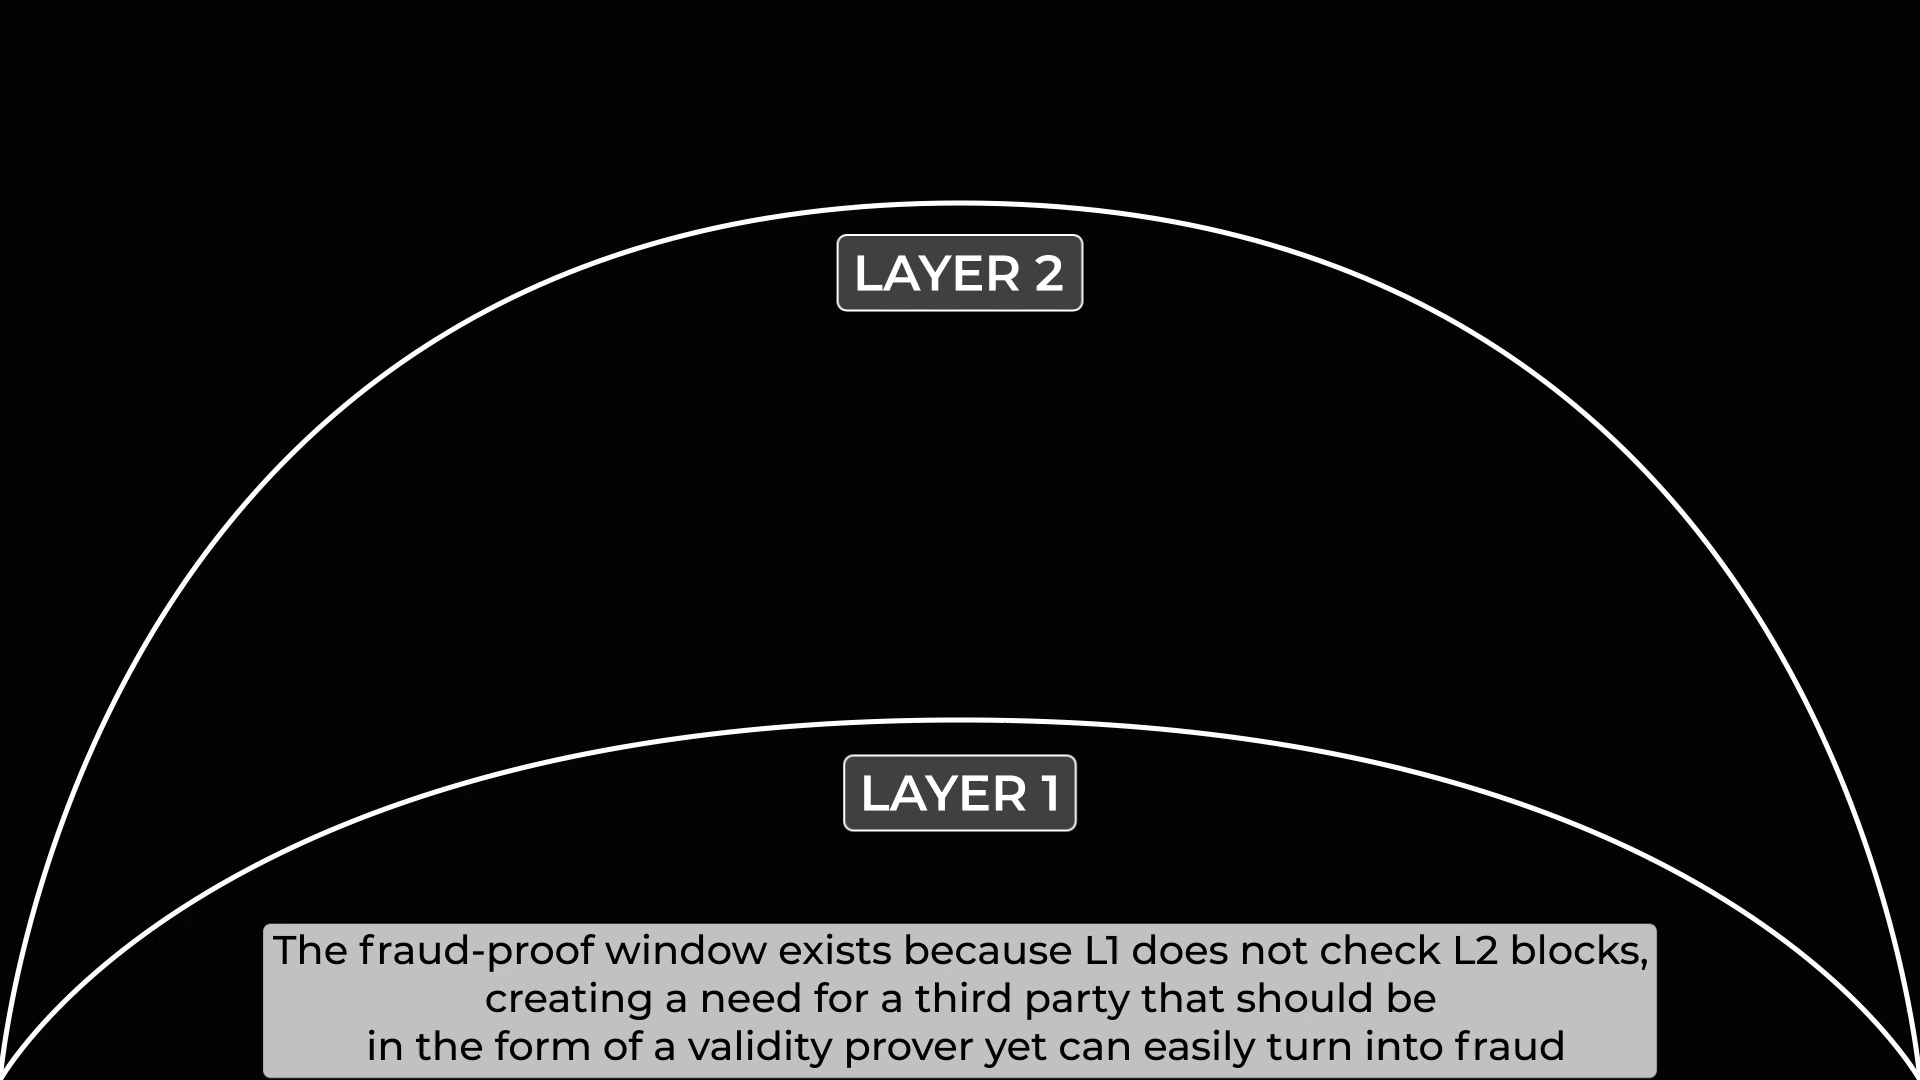 LAYER 2
LAYER 1
The fraud-proof window exists because L1 does not check L2 blocks,
creating a need for a third party that should be
in the form of a validity prover yet can easily turn into fraud